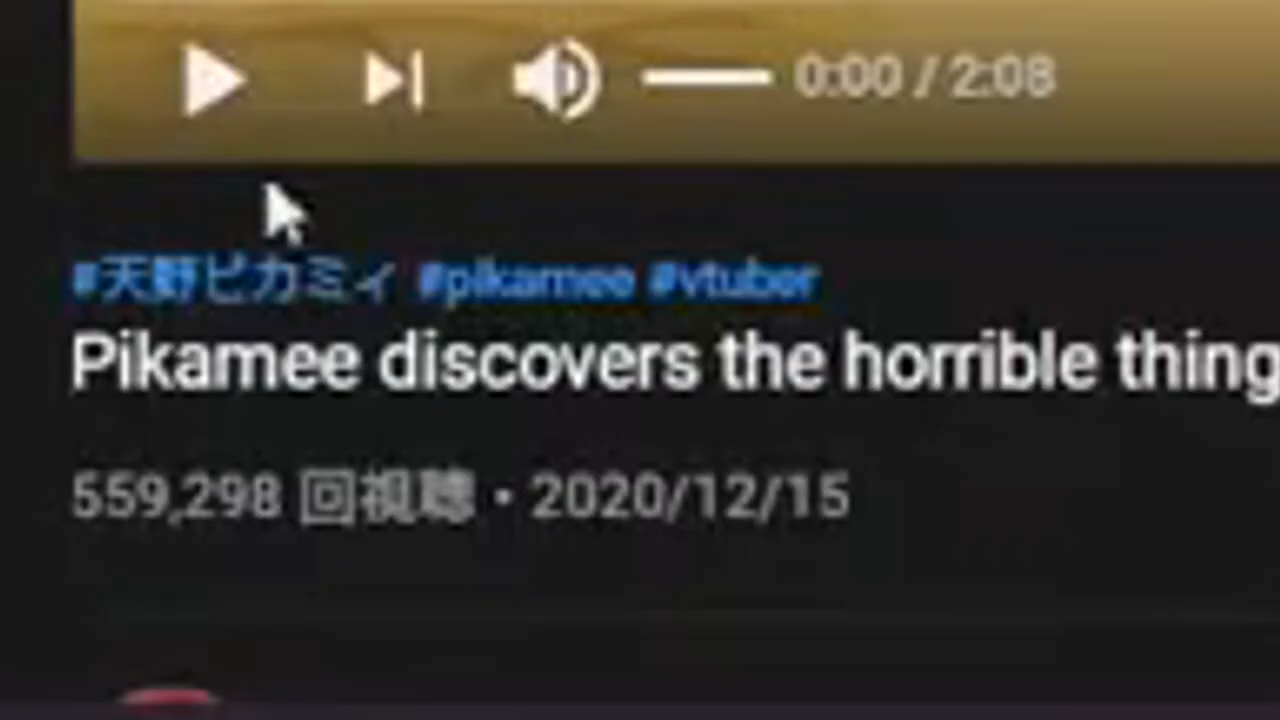 0:00 / 2:08
#天野ピカミィ #pikamee #vtuber
Pikamee discovers the horrible thing
559,298 回視聴・2020/12/15